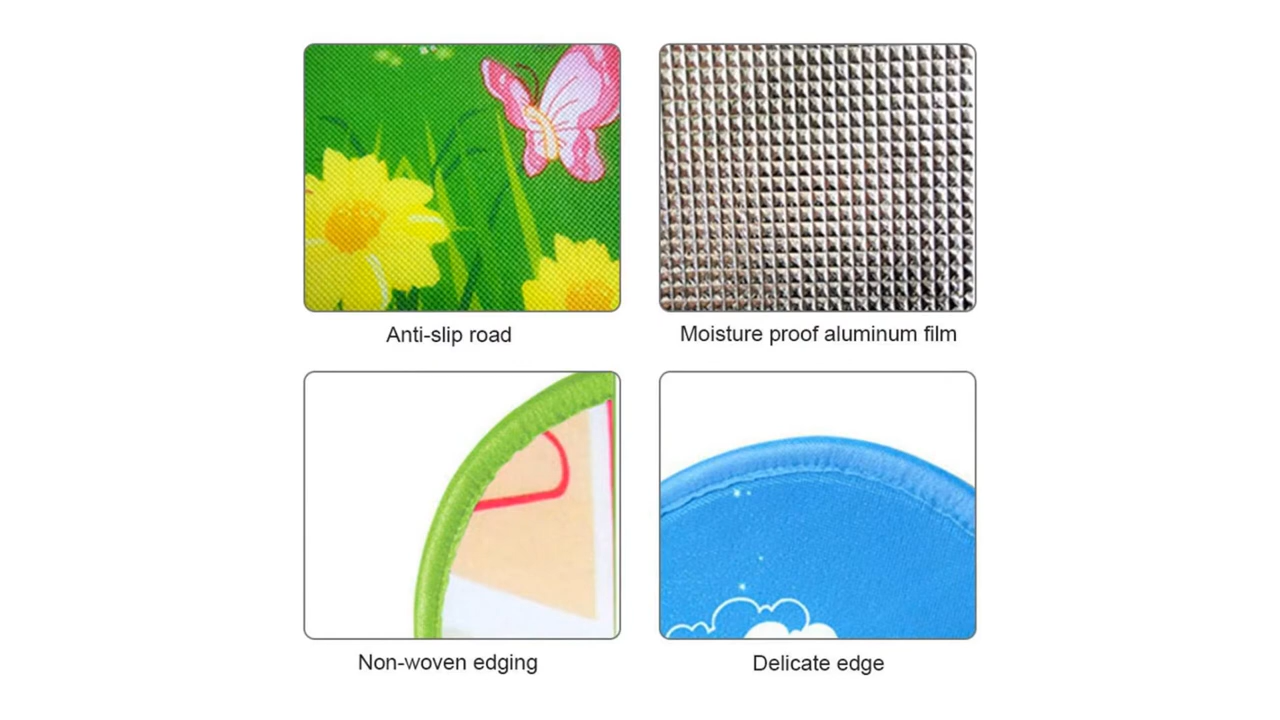 Anti-slip road
Moisture proof aluminum film
Non-woven edging
Delicate edge